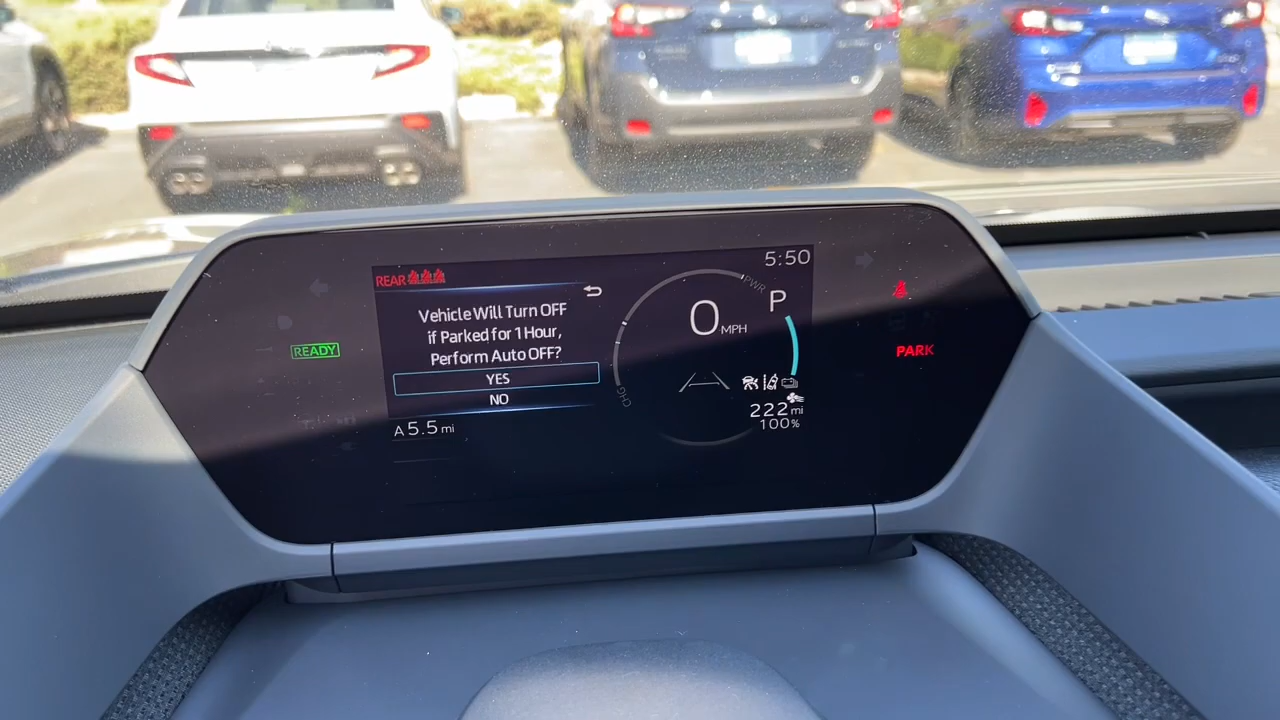 5:50
REAR
Vehicle Will Turn OFF
if Parked for 1 Hour,
Perform Auto OFF?
YES
NO
A 5.5 mi
PWR
P
0 MPH
CHG
222 mi
100%
READY
PARK